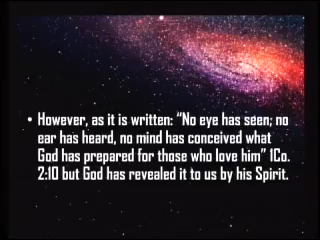 • However, as it is written: “No eye has seen; no
ear has heard, no mind has conceived what
God has prepared for those who love him” 1Co.
2:10 but God has revealed it to us by his Spirit.